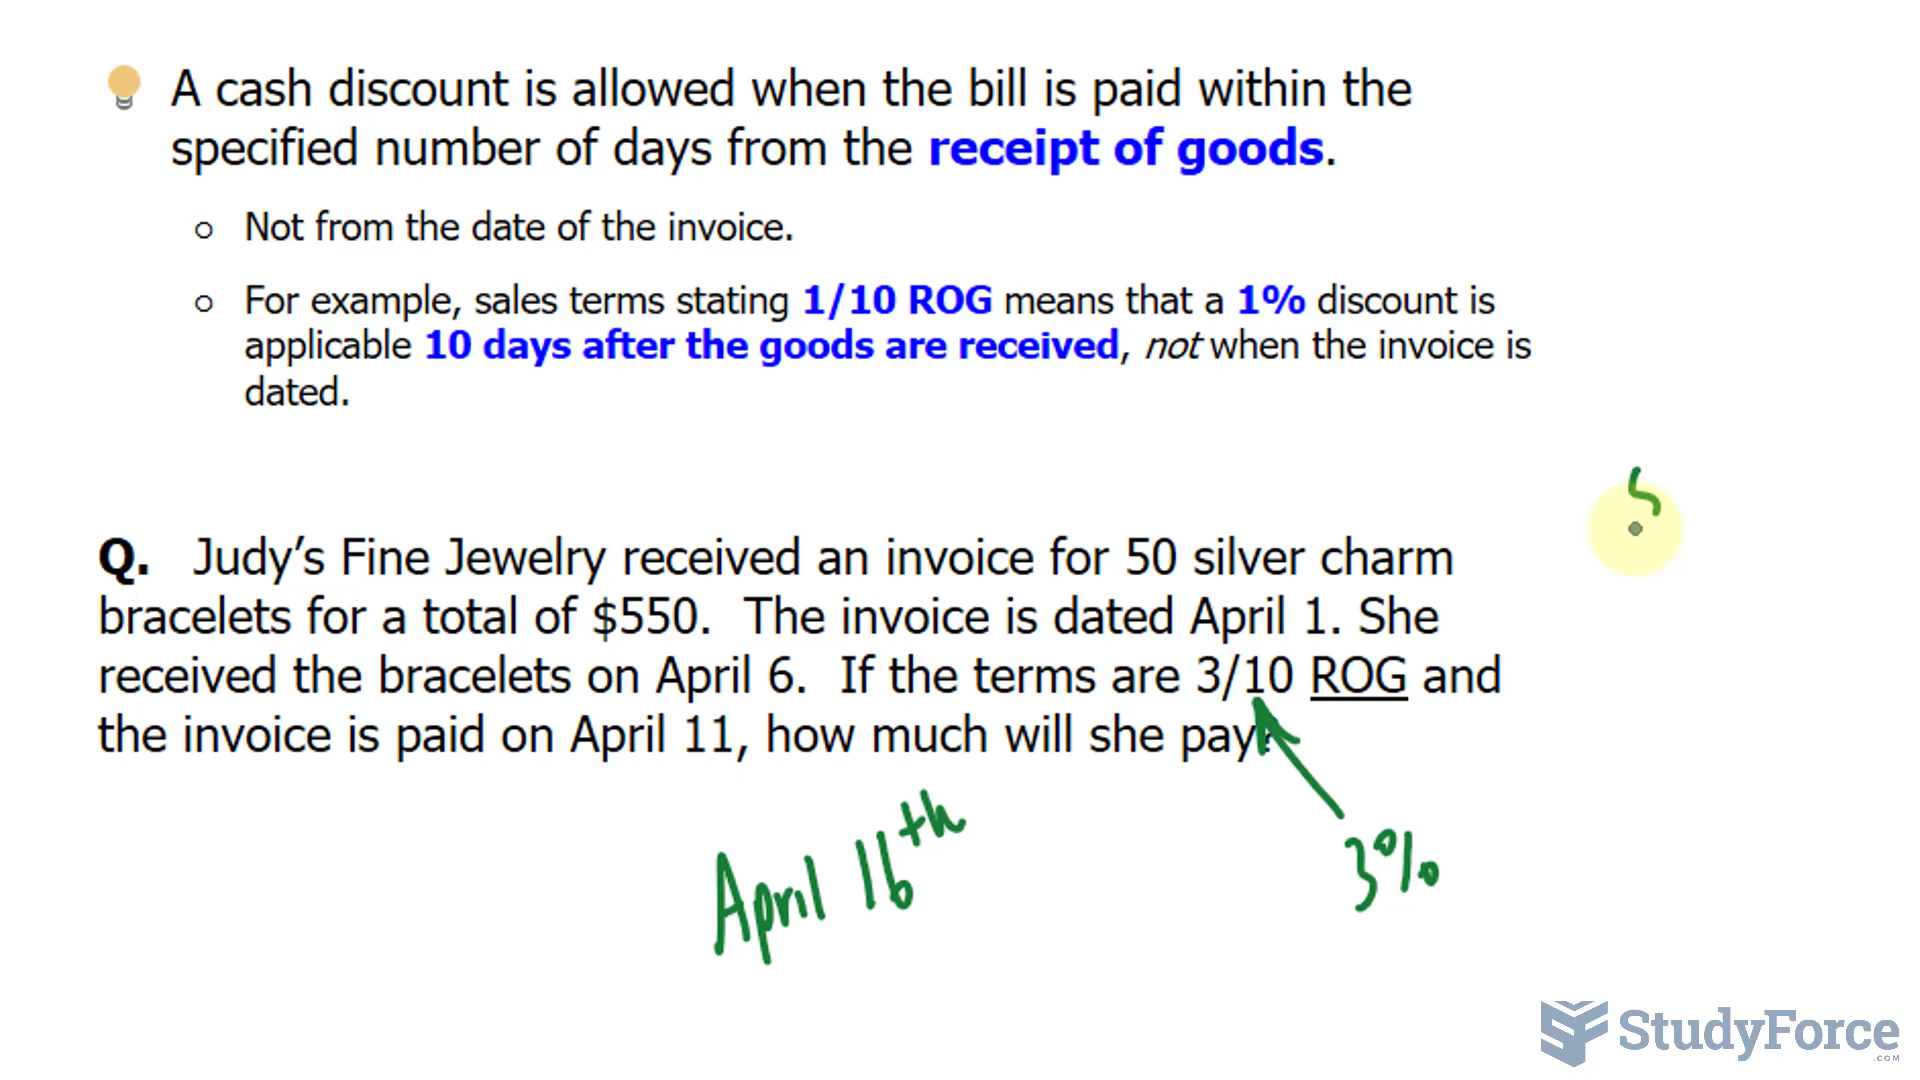 A cash discount is allowed when the bill is paid within the
specified number of days from the receipt of goods.
Not from the date of the invoice.
For example, sales terms stating 1/10 ROG means that a 1% discount is
applicable 10 days after the goods are received, not when the invoice is
dated.
5
Q. Judy’s Fine Jewelry received an invoice for 50 silver charm
bracelets for a total of $550. The invoice is dated April 1. She
received the bracelets on April 6. If the terms are 3/10 ROG and
the invoice is paid on April 11, how much will she pay?
April 16th
3%
StudyForce
.COM